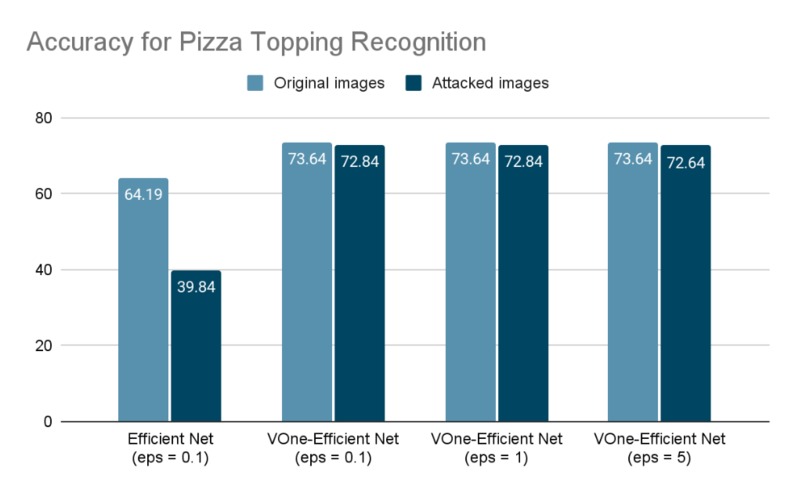 Accuracy for Pizza Topping Recognition
Original images Attacked images
80
60
40
20
0
64.19
39.84
73.64
72.84
73.64
72.84
73.64
72.64
Efficient Net
(eps = 0.1)
VOne-Efficient Net
(eps = 0.1)
VOne-Efficient Net
(eps = 1)
VOne-Efficient Net
(eps = 5)